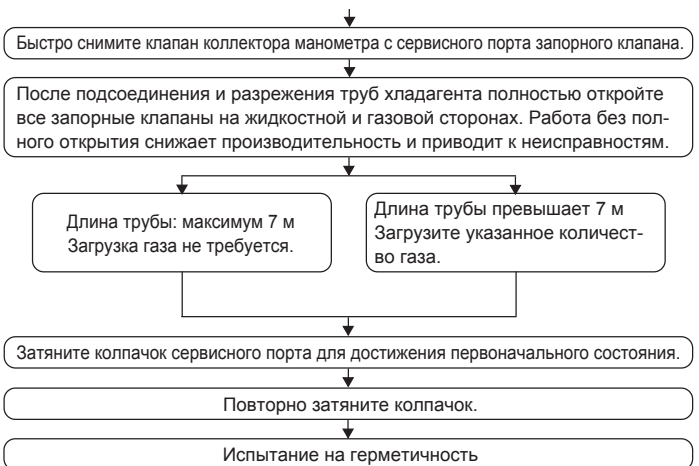 Быстро снимите клапан коллектора манометра с сервисного порта запорного клапана.
После подсоединения и разрежения труб хладагента полностью откройте
все запорные клапаны на жидкостной и газовой сторонах. Работа без пол-
ного открытия снижает производительность и приводит к неисправностям.
Длина трубы: максимум 7 м
Загрузка газа не требуется.
Длина трубы превышает 7 м
Загрузите указанное количест-
во газа.
Затяните колпачок сервисного порта для достижения первоначального состояния.
Повторно затяните колпачок.
Испытание на герметичность